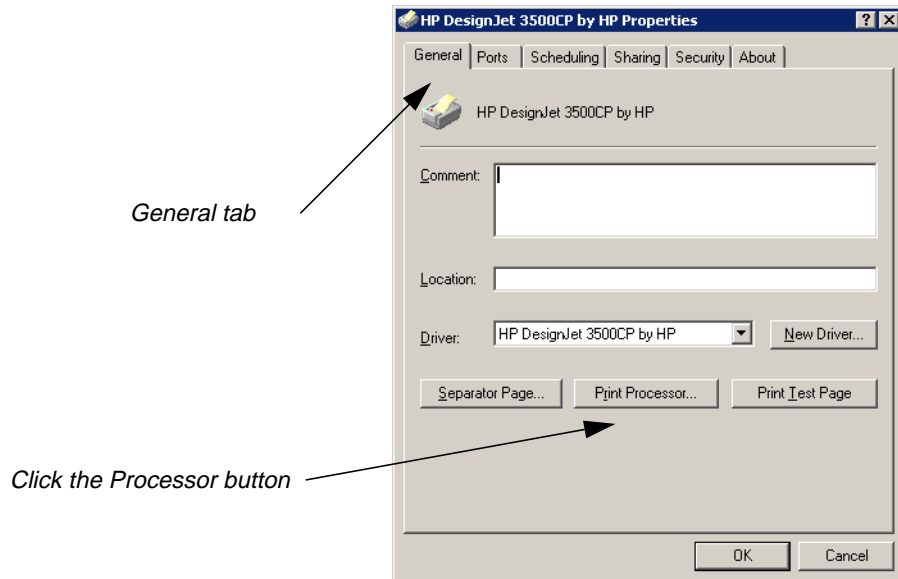 HP DesignJet 3500CP by HP Properties
General Ports Scheduling Sharing Security About
HP DesignJet 3500CP by HP
Comment:
General tab
Location:
Driver: HP DesignJet 3500CP by HP New Driver...
Separator Page... Print Processor... Print Test Page
Click the Processor button
OK Cancel